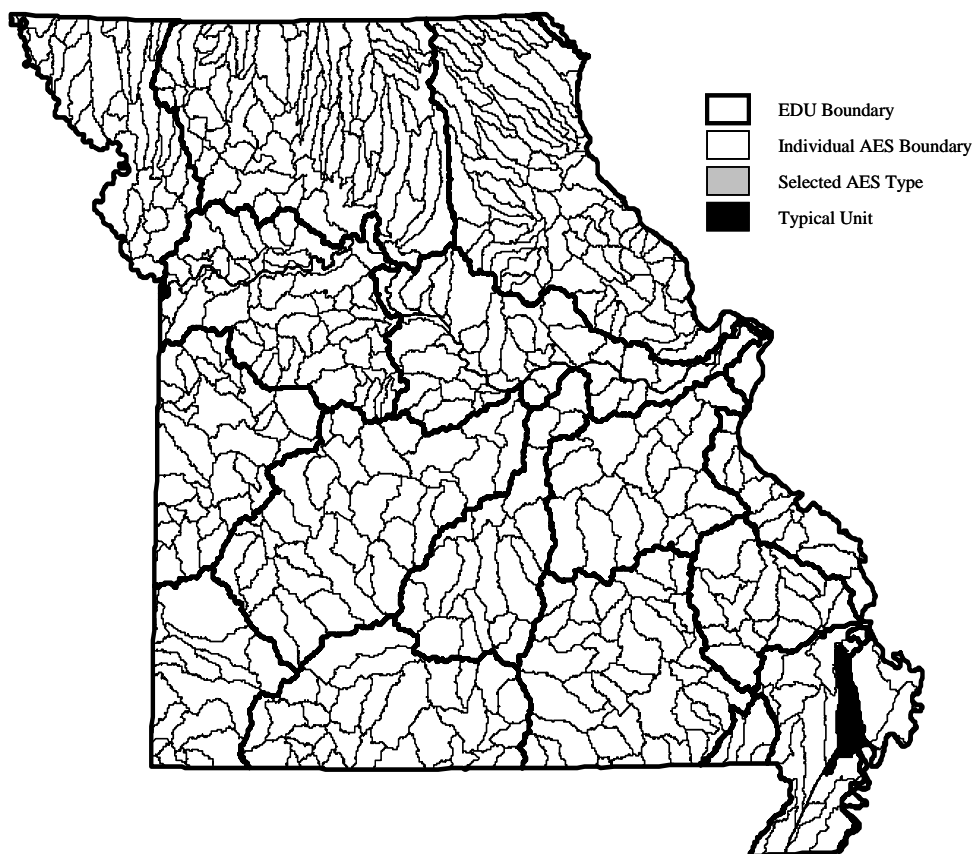 EDU Boundary
Individual AES Boundary
Selected AES Type
Typical Unit